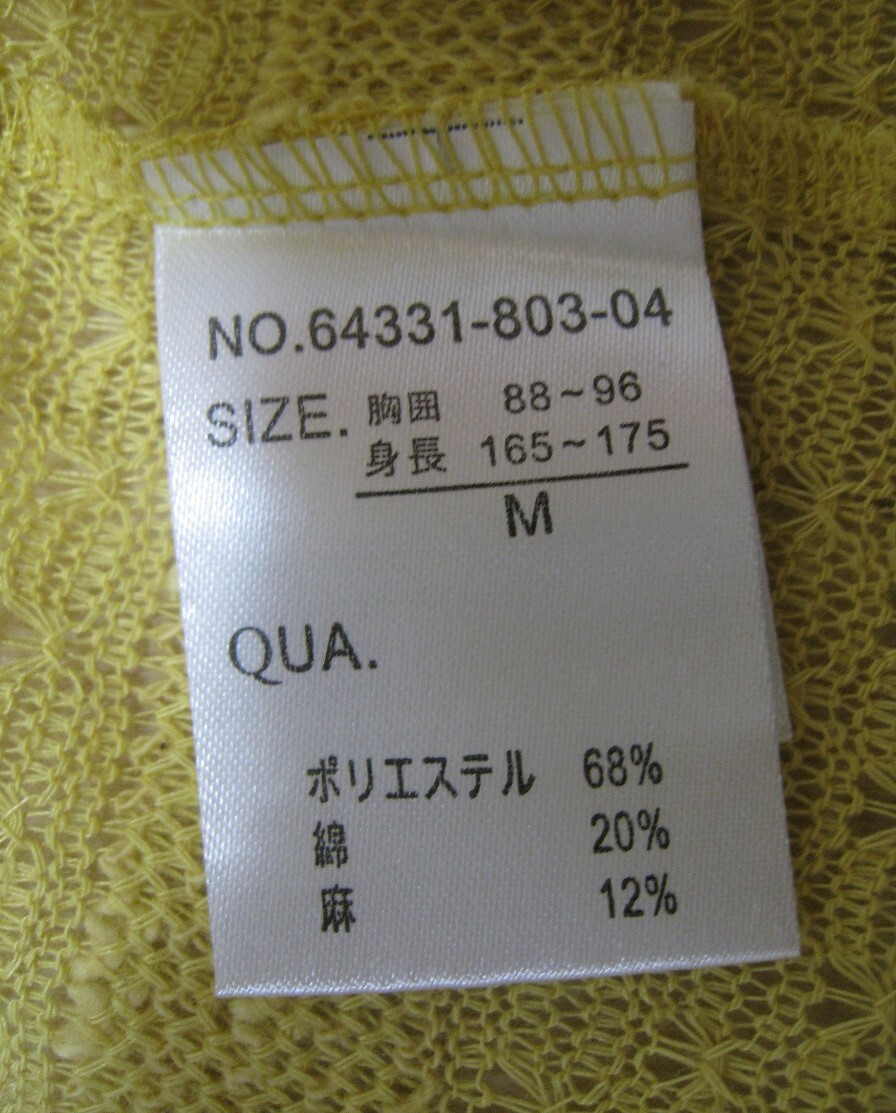 NO.64331-803-04
SIZE. 胸囲 88~96
身長 165~175
M
QUA.
ポリエステル 68%
綿 20%
麻 12%